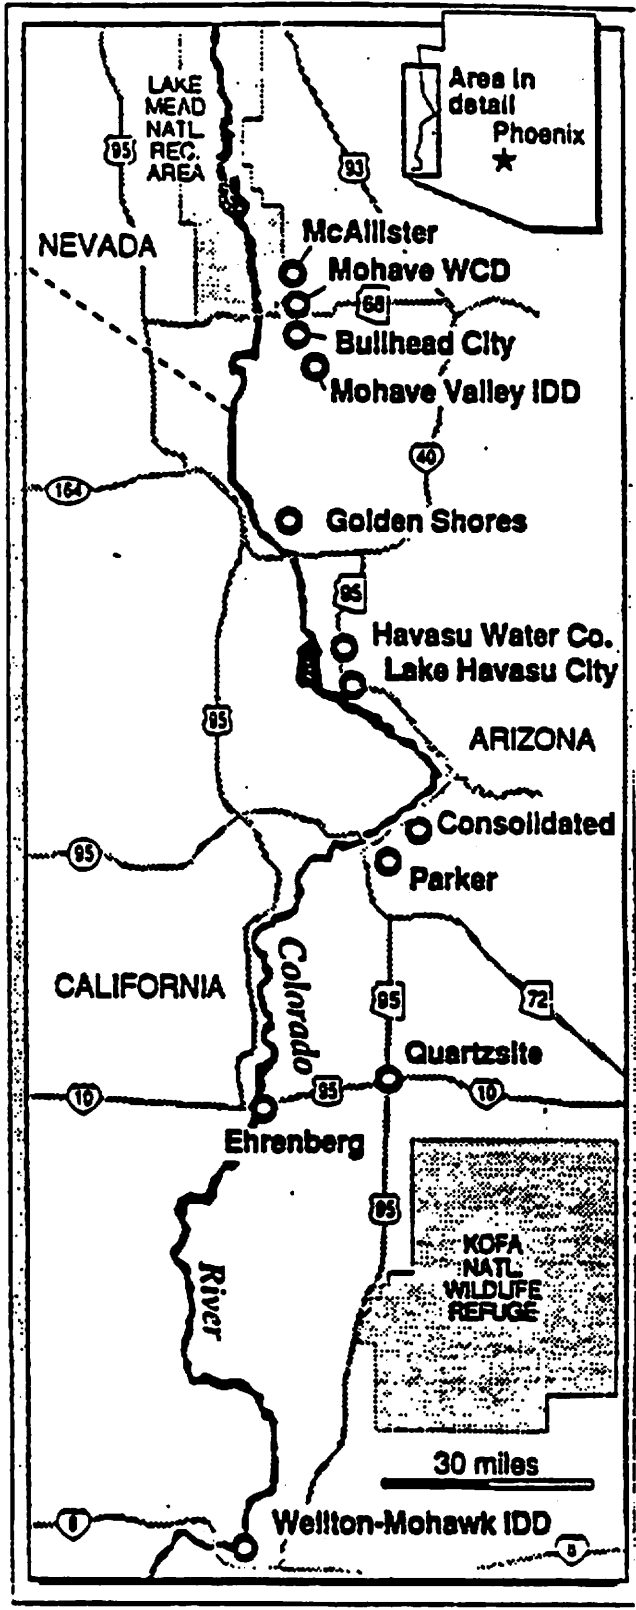 LAKE
MEAD
NATL.
REC.
AREA
Area in
detail
Phoenix
95
93
NEVADA
McAllister
Mohave WCD
68
Bullhead City
Mohave Valley IDD
40
164
Golden Shores
95
Havasu Water Co.
Lake Havasu City
95
ARIZONA
Consolidated
95
Parker
CALIFORNIA
Colorado
95
72
Quartzsite
10
95
10
Ehrenberg
95
KOFA
NATL.
WILDLIFE
REFUGE
River
30 miles
Wellton-Mohawk IDD
8
8